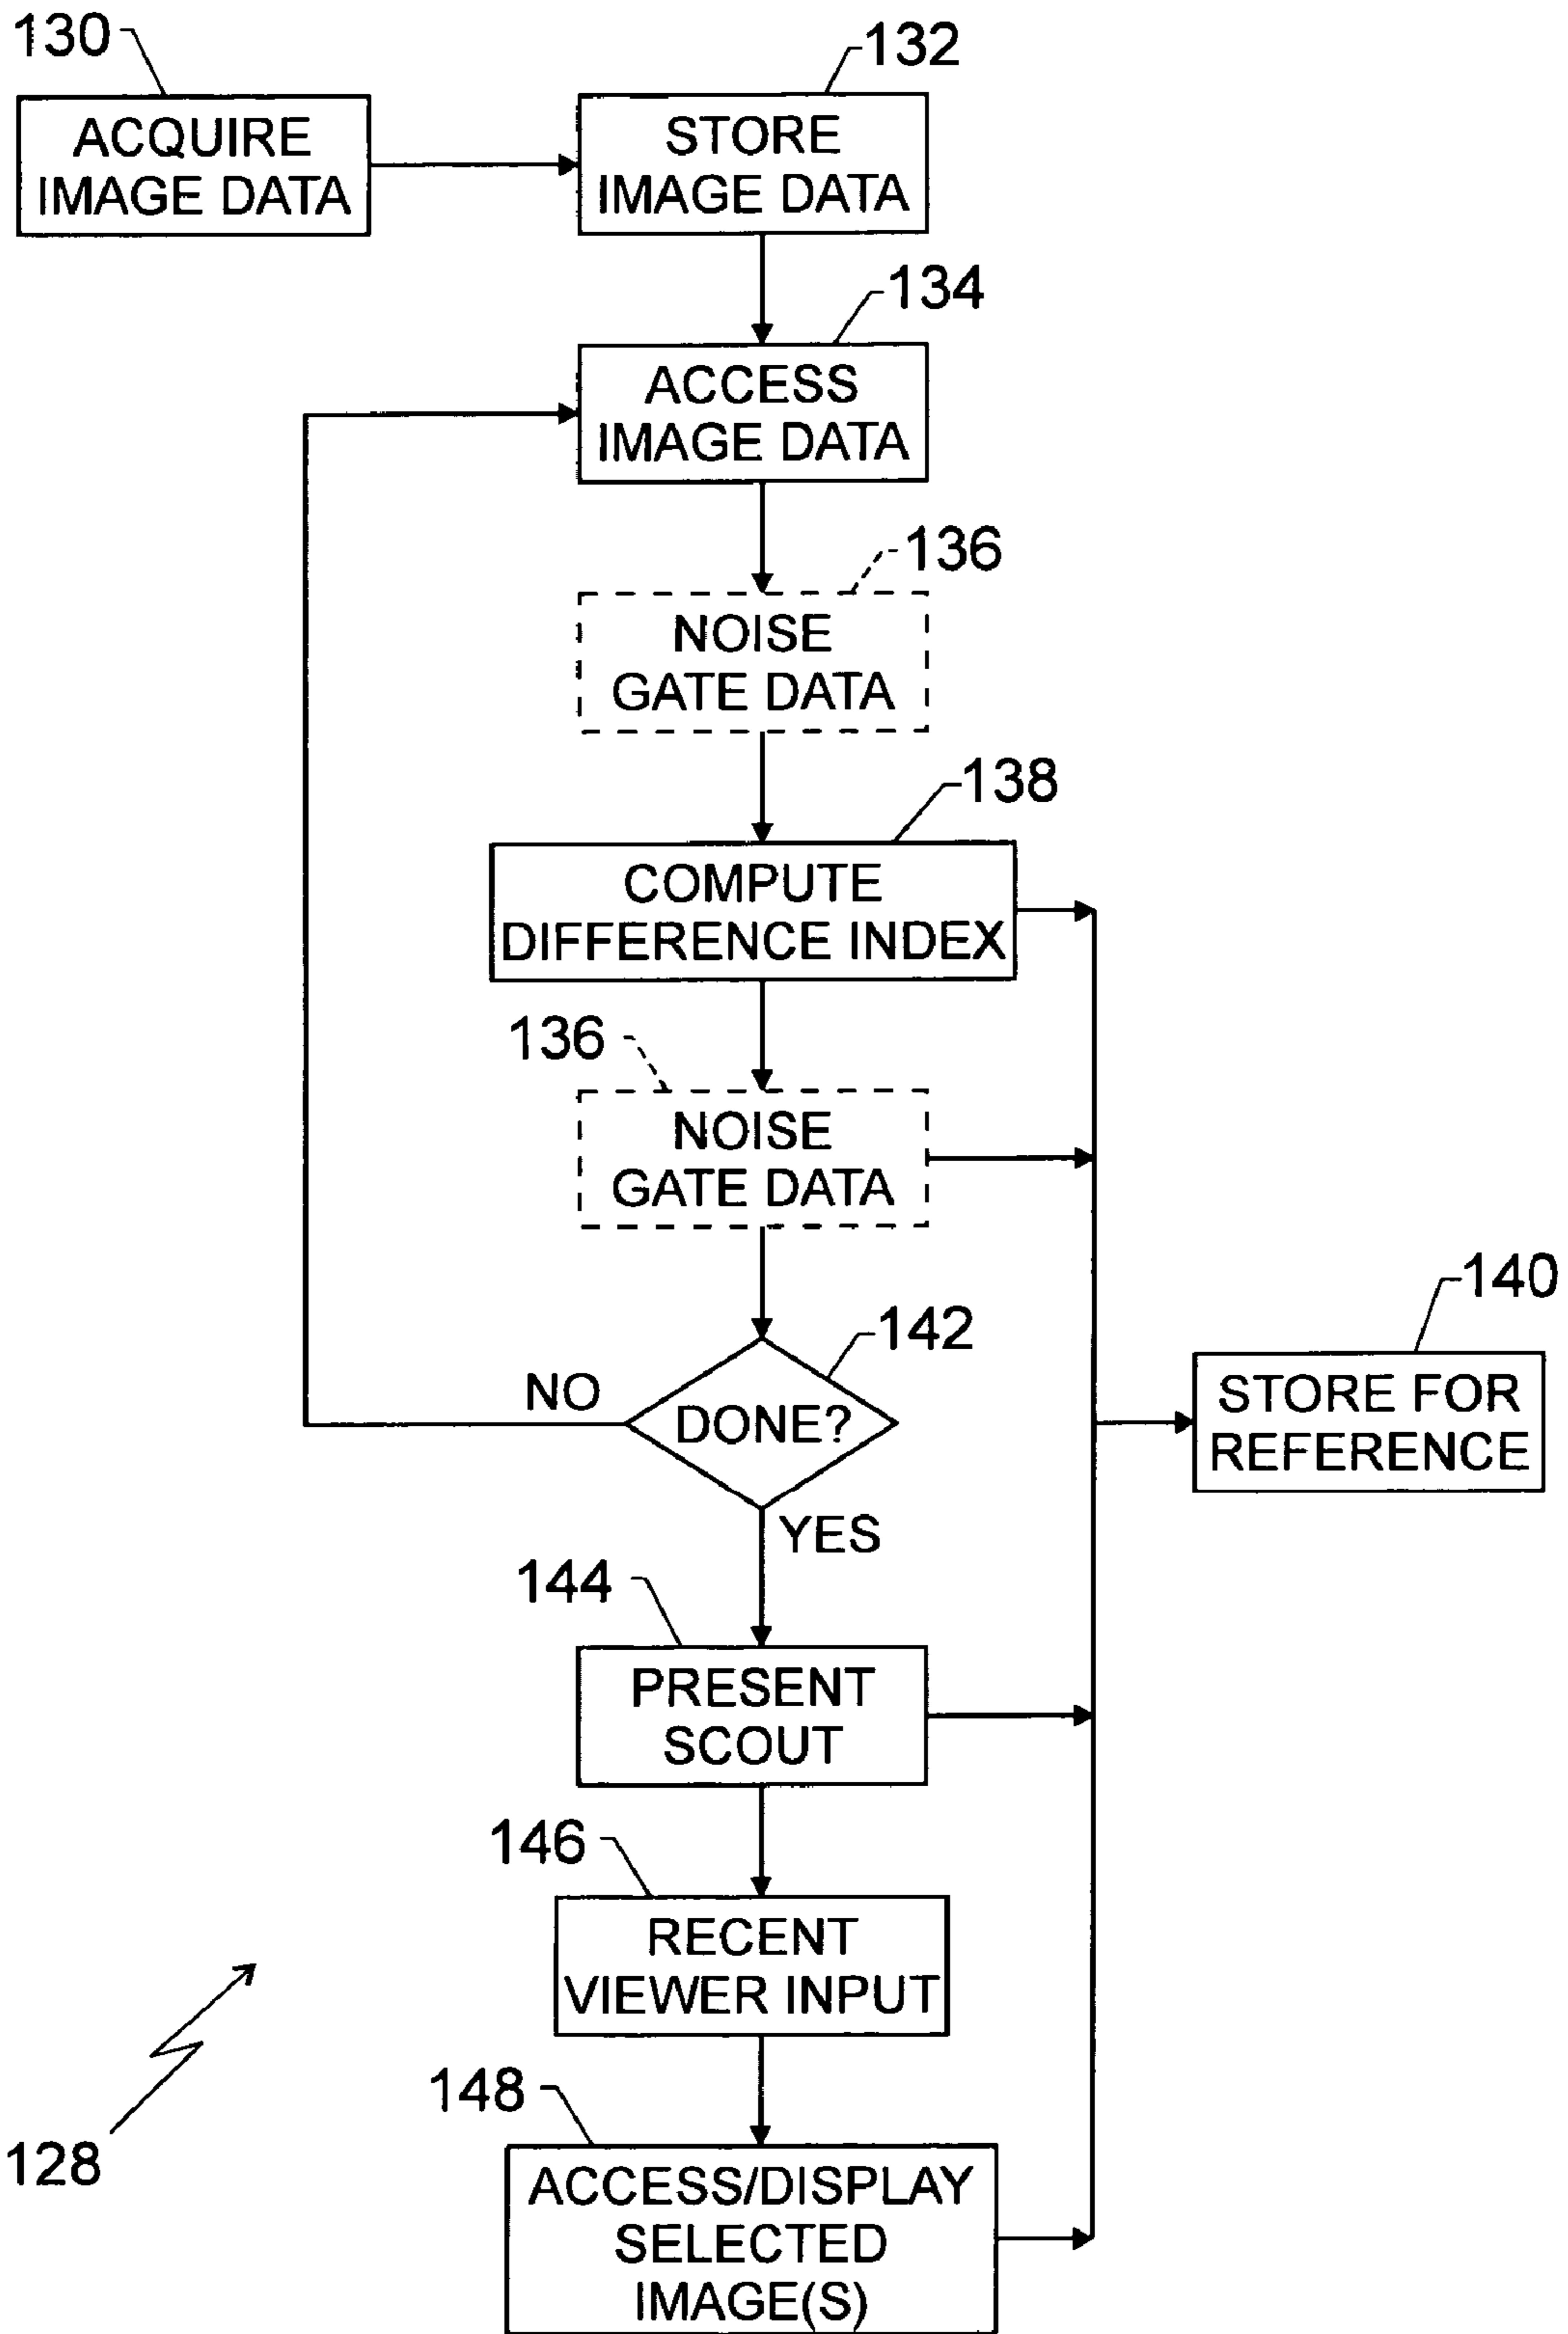 130
ACQUIRE
IMAGE DATA
132
STORE
IMAGE DATA
134
ACCESS
IMAGE DATA
136
NOISE
GATE DATA
138
COMPUTE
DIFFERENCE INDEX
136
NOISE
GATE DATA
142
DONE?
NO
YES
140
STORE FOR
REFERENCE
144
PRESENT
SCOUT
146
RECENT
VIEWER INPUT
148
ACCESS/DISPLAY
SELECTED
IMAGE(S)
128